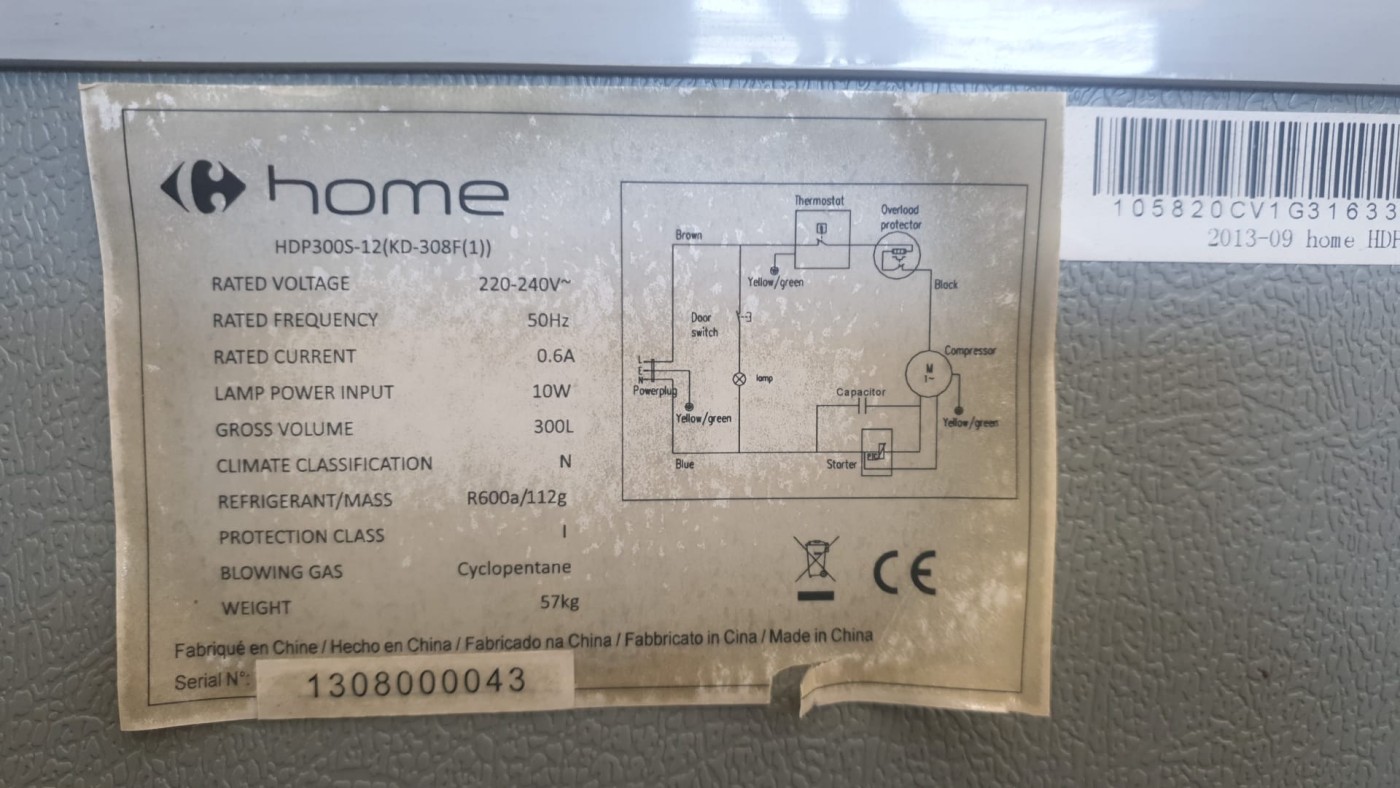 home
HDP300S-12(KD-308F(1))
RATED VOLTAGE 220-240V~
RATED FREQUENCY 50Hz
RATED CURRENT 0.6A
LAMP POWER INPUT 10W
GROSS VOLUME 300L
CLIMATE CLASSIFICATION N
REFRIGERANT/MASS R600a/112g
PROTECTION CLASS I
BLOWING GAS Cyclopentane
WEIGHT 57kg
Fabriqué en Chine / Hecho en China / Fabricado na China / Fabbricato in Cina / Made in China
Serial N°: 1308000043
Thermostat
Overload
protector
Brown
Yellow/green
Block
Door
switch
Compressor
M
1~
L
E
N
Powerplug
lamp
Capacitor
Yellow/green
Yellow/green
Blue
Starter
PTC
CE
105820CV1G31633
2013-09 home